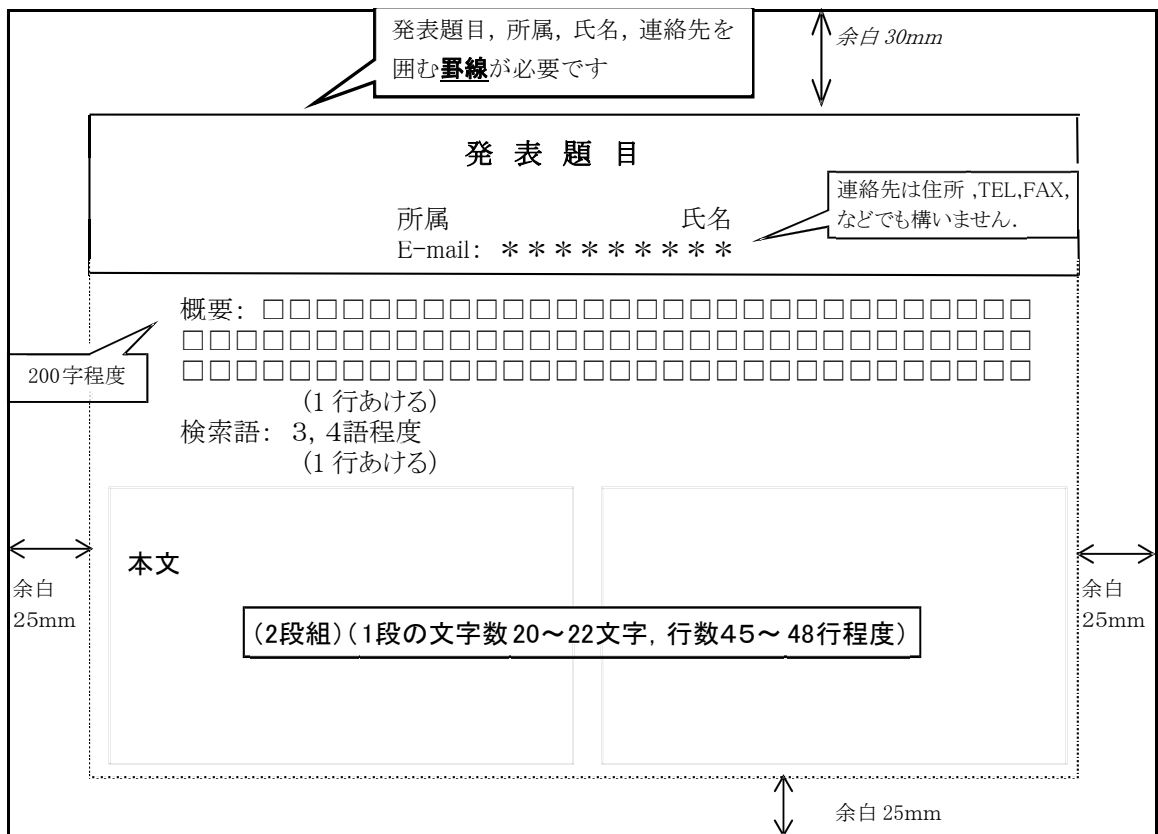 発表題目, 所属, 氏名, 連絡先を
囲む罫線が必要です
余白 30mm
発 表 題 目
連絡先は住所 ,TEL,FAX,
などでも構いません.
所属 氏名
E-mail: *********
概要: □□□□□□□□□□□□□□□□□□□□□□□□□□□□□
□□□□□□□□□□□□□□□□□□□□□□□□□□□□□□□□
□□□□□□□□□□□□□□□□□□□□□□□□□□□□□□□□
200字程度
(1 行あける)
検索語: 3, 4語程度
(1 行あける)
本文
余白
25mm
余白
25mm
(2段組)(1段の文字数20～22文字, 行数45～ 48行程度)
余白 25mm